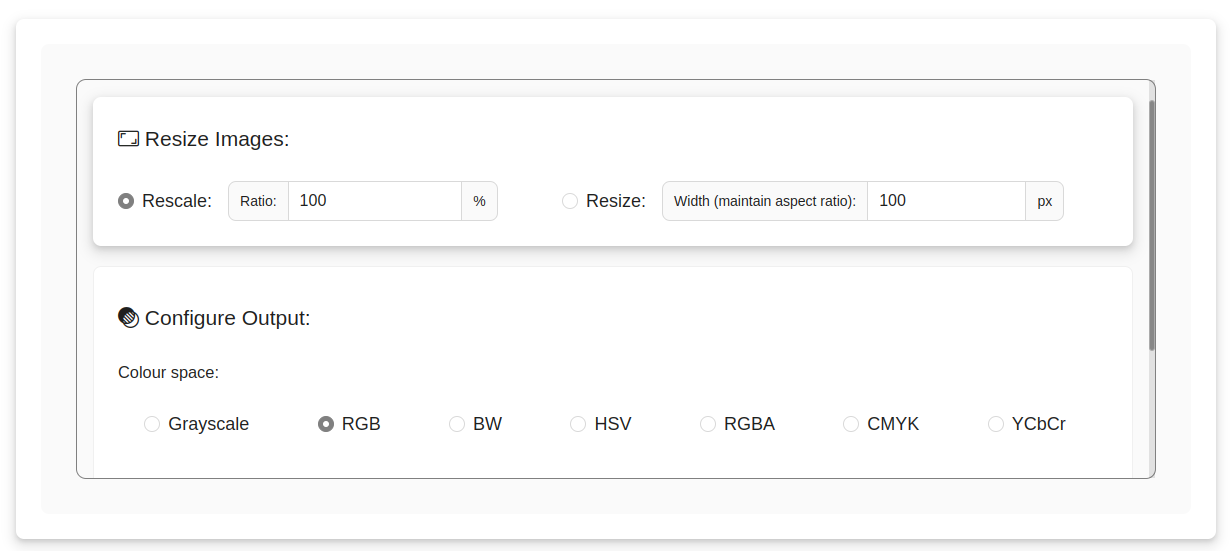 Resize Images:
Rescale: Ratio: 100 % Resize: Width (maintain aspect ratio): 100 px
Configure Output:
Colour space:
Grayscale RGB BW HSV RGBA CMYK YCbCr